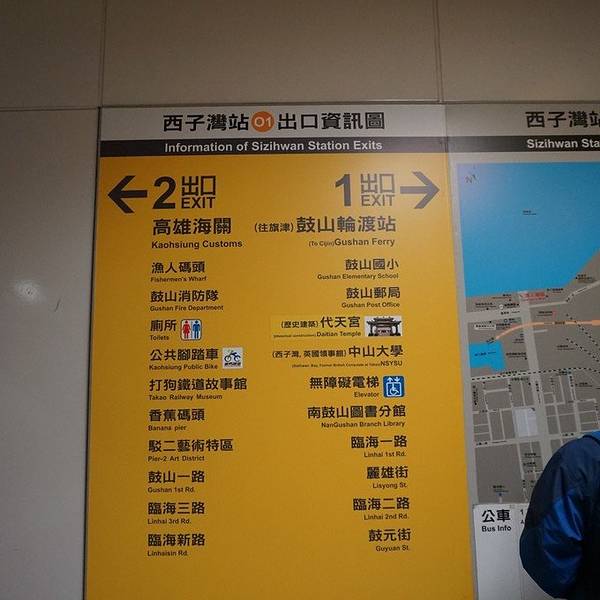 西子灣站 O1 出口資訊圖
Information of Sizihwan Station Exits
2 出口 EXIT
高雄海關
Kaohsiung Customs
漁人碼頭
Fishermen's Wharf
鼓山消防隊
Gushan Fire Department
廁所
Toilets
公共腳踏車
Kaohsiung Public Bike
打狗鐵道故事館
Takao Railway Museum
香蕉碼頭
Banana pier
駁二藝術特區
Pier-2 Art District
鼓山一路
Gushan 1st Rd.
臨海三路
Linhai 3rd Rd.
臨海新路
Linhaisin Rd.
1 出口 EXIT
(往旗津)鼓山輪渡站
(To Cijin)Gushan Ferry
鼓山國小
Gushan Elementary School
鼓山郵局
Gushan Post Office
(歷史建築)代天宮
(Historical construction)Daitian Temple
(西子灣, 英國領事館)中山大學
(Sizihwan Bay, Former British Consulate at Takao)NSYSU
無障礙電梯
Elevator
南鼓山圖書分館
NanGushan Branch Library
臨海一路
Linhai 1st Rd.
麗雄街
Lisyong St.
臨海二路
Linhai 2nd Rd.
鼓元街
Guyuan St.
西子灣站
Sizihwan Sta
N
公車
Bus Info